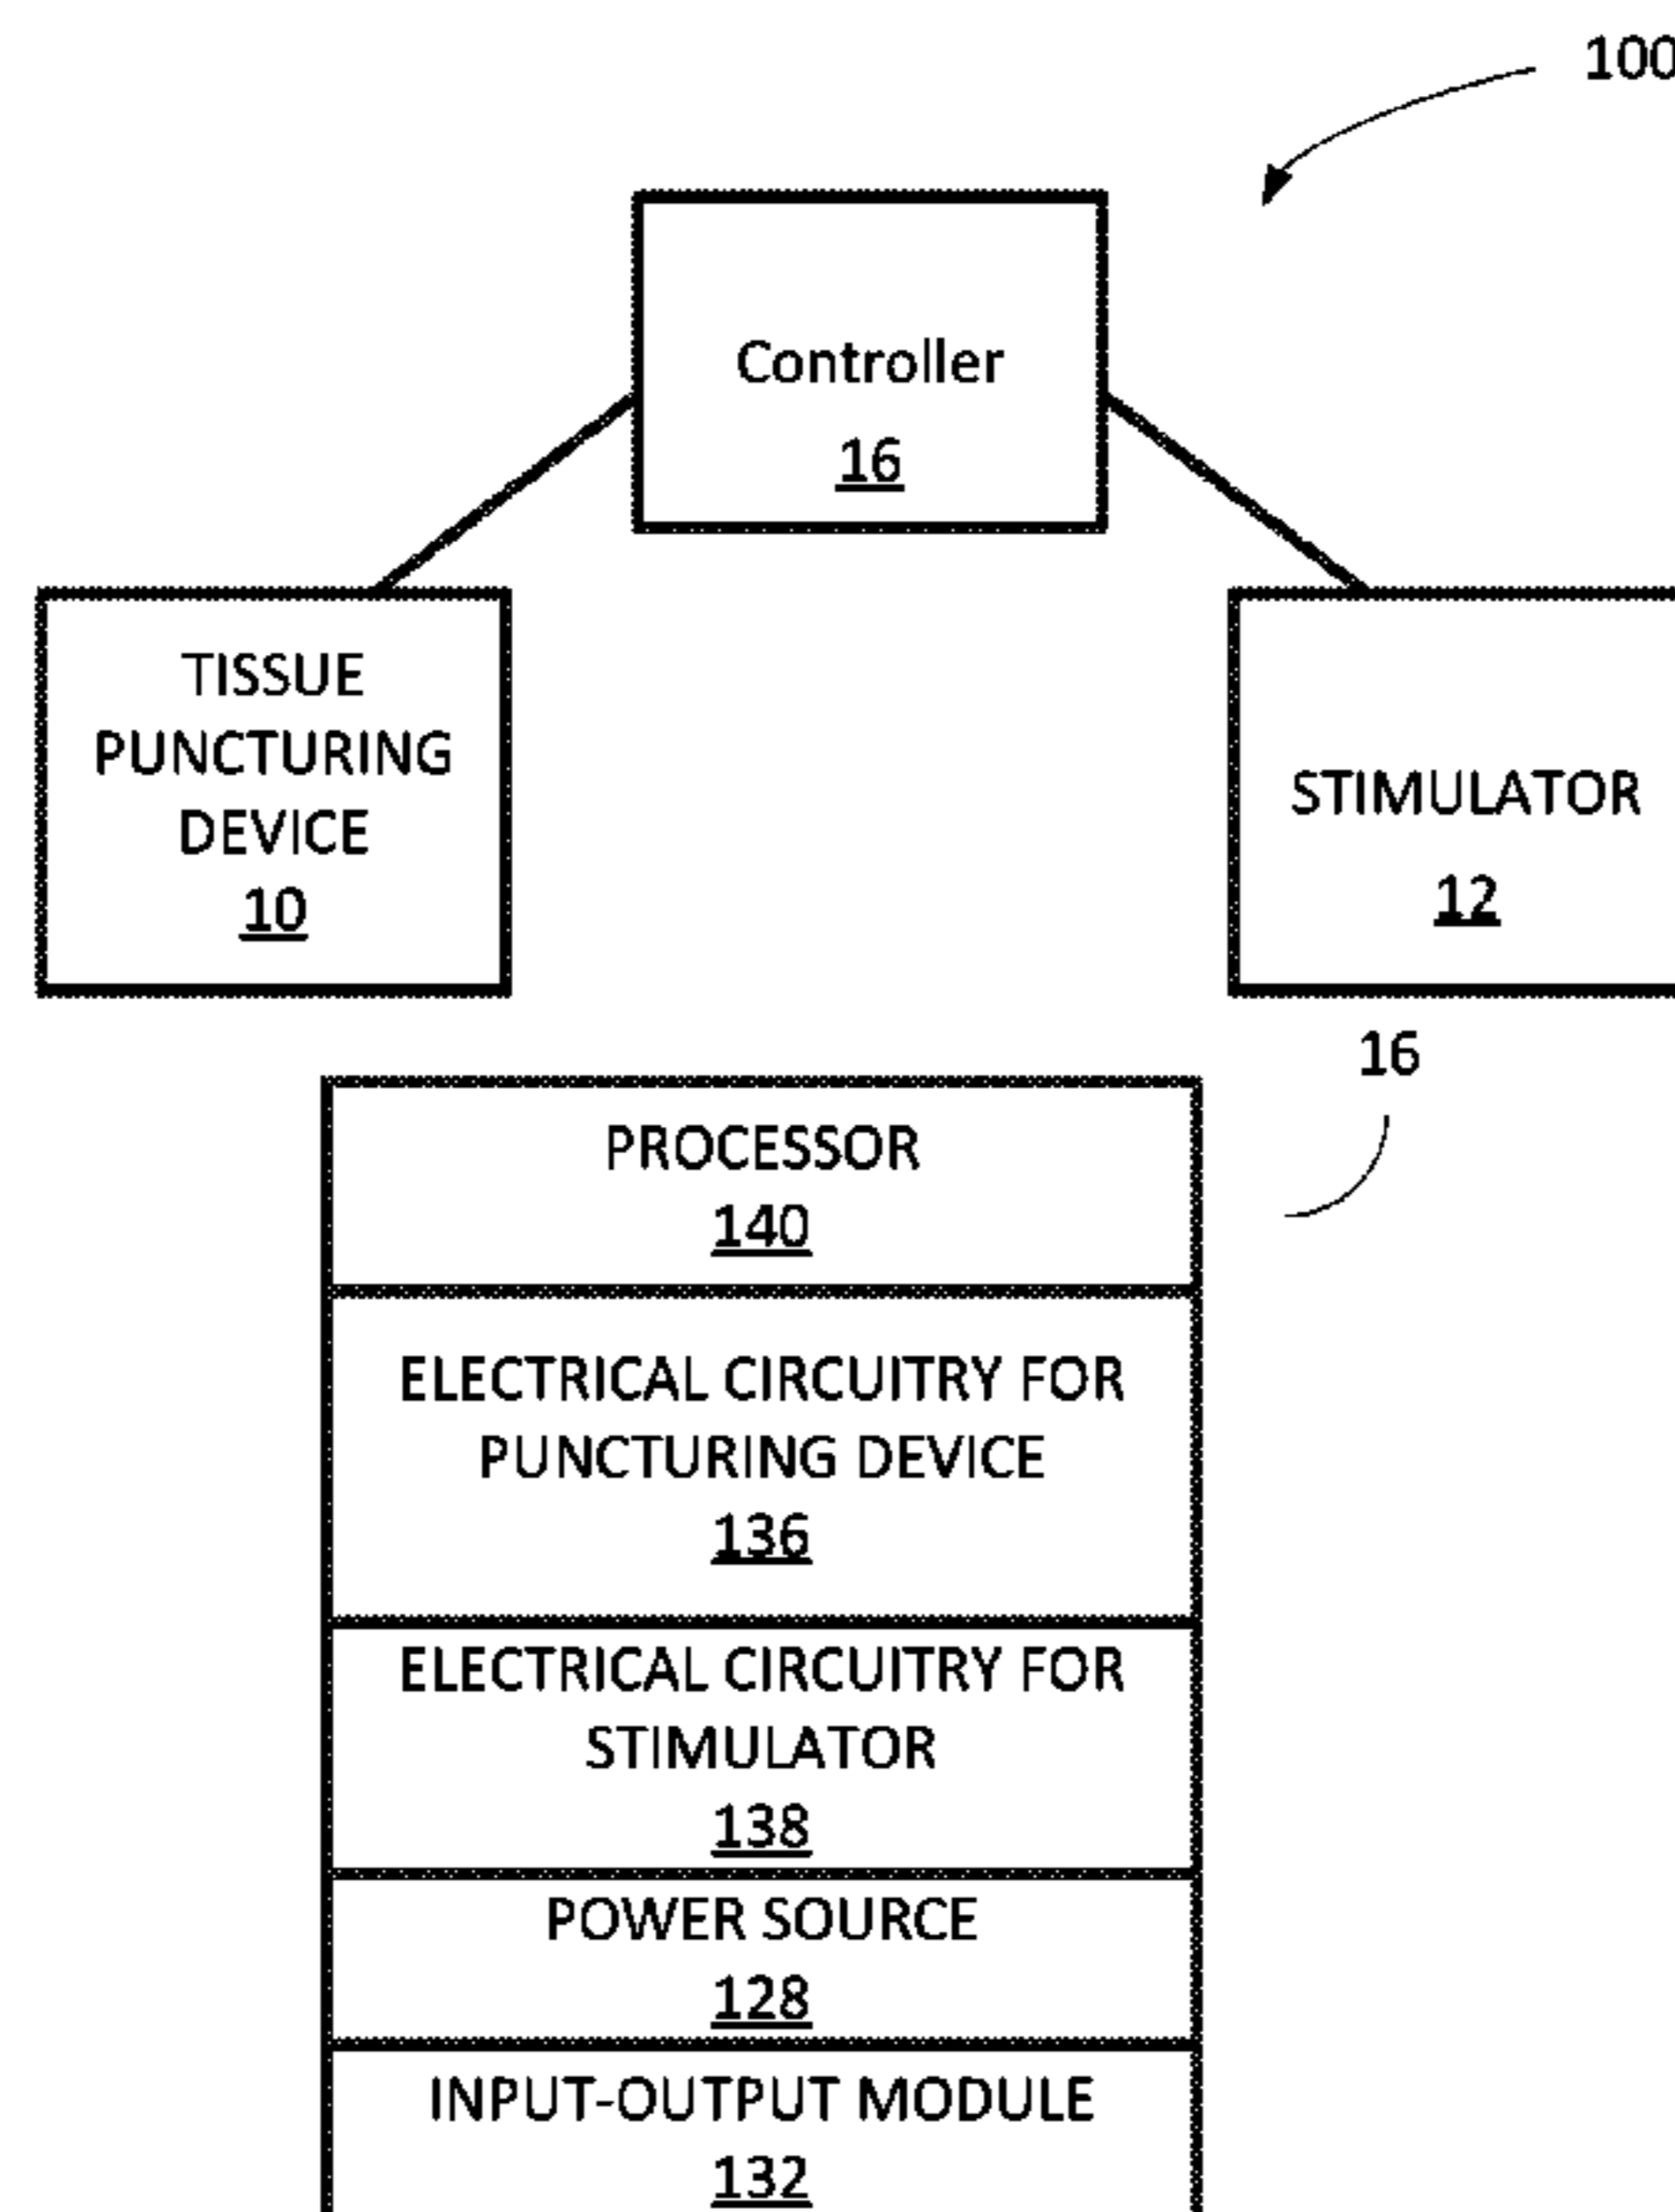 100
Controller
16
TISSUE
PUNCTURING
DEVICE
10
STIMULATOR
12
16
PROCESSOR
140
ELECTRICAL CIRCUITRY FOR
PUNCTURING DEVICE
136
ELECTRICAL CIRCUITRY FOR
STIMULATOR
138
POWER SOURCE
128
INPUT-OUTPUT MODULE
132